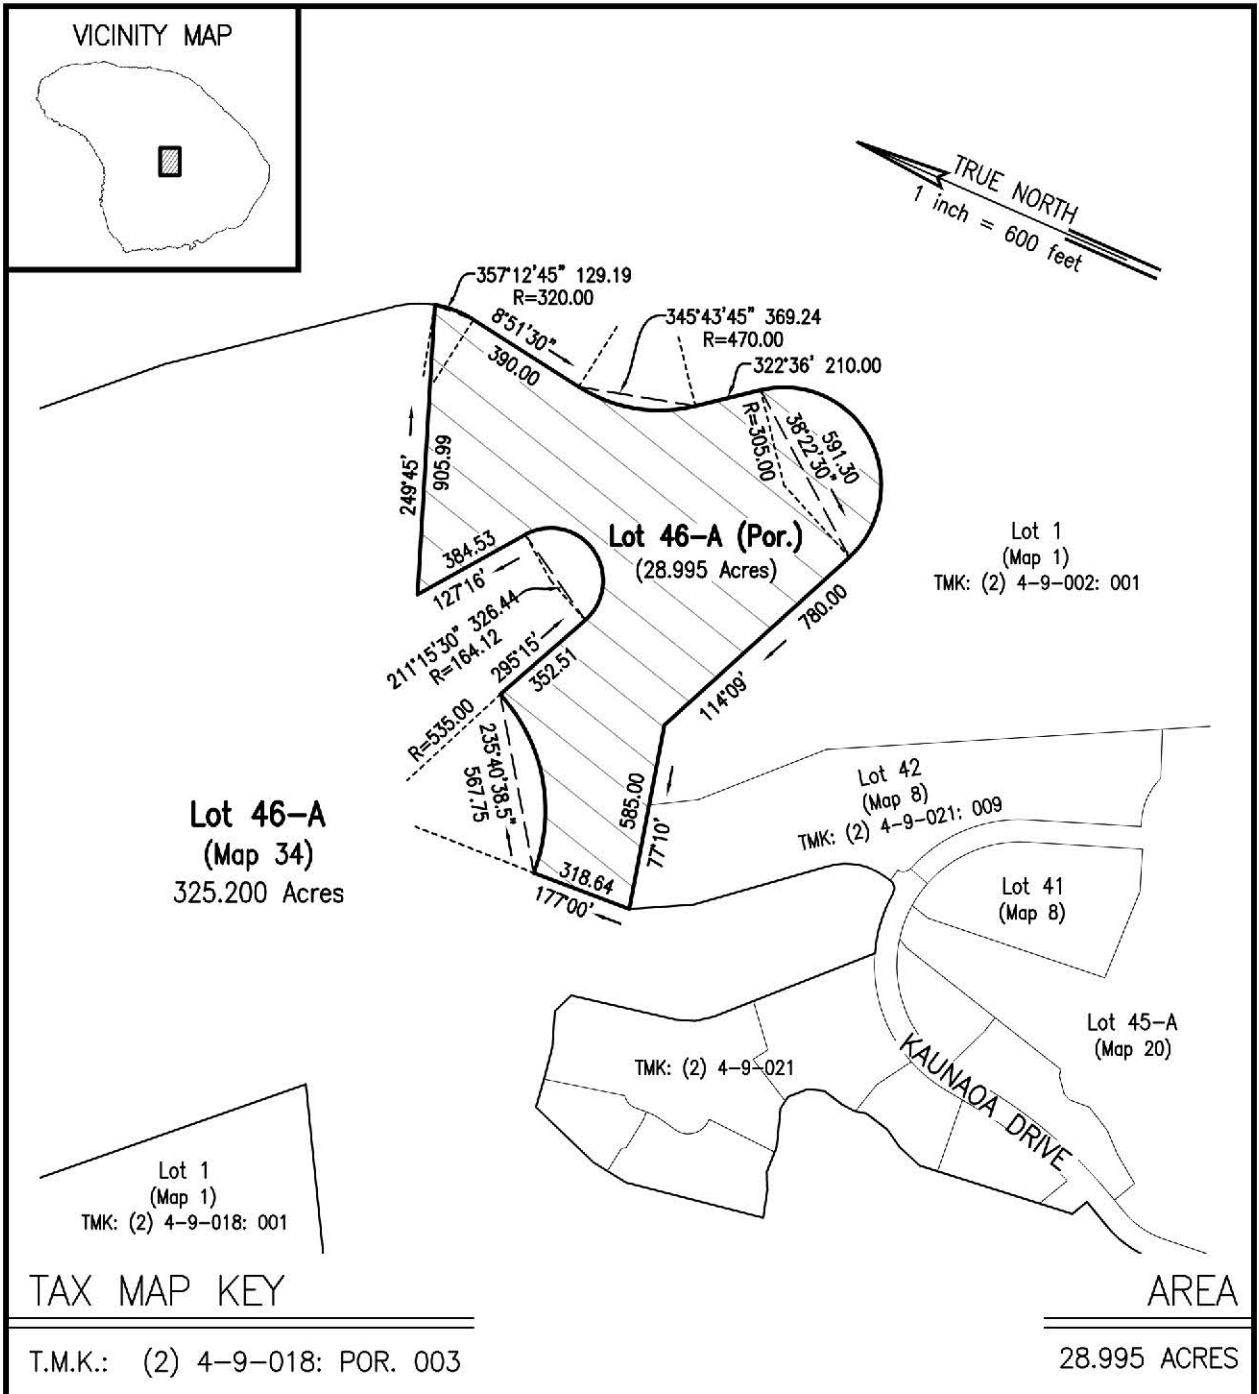 VICINITY MAP
TRUE NORTH
1 inch = 600 feet
357°12'45" 129.19
R=320.00
8°51'30"
390.00
345°43'45" 369.24
R=470.00
322°36' 210.00
R=305.00
38°22'30"
591.30
249°45'
905.99
384.53
127°16'
Lot 46-A (Por.)
(28.995 Acres)
Lot 1
(Map 1)
TMK: (2) 4-9-002: 001
211°15'30" 326.44
R=164.12
295°15'
352.51
780.00
114°09'
R=535.00
235°40'38.5"
567.75
585.00
77°10'
318.64
177°00'
Lot 46-A
(Map 34)
325.200 Acres
Lot 42
(Map 8)
TMK: (2) 4-9-021: 009
Lot 41
(Map 8)
Lot 45-A
(Map 20)
TMK: (2) 4-9-021
KAUNAOA DRIVE
Lot 1
(Map 1)
TMK: (2) 4-9-018: 001
TAX MAP KEY
AREA
T.M.K.: (2) 4-9-018: POR. 003
28.995 ACRES